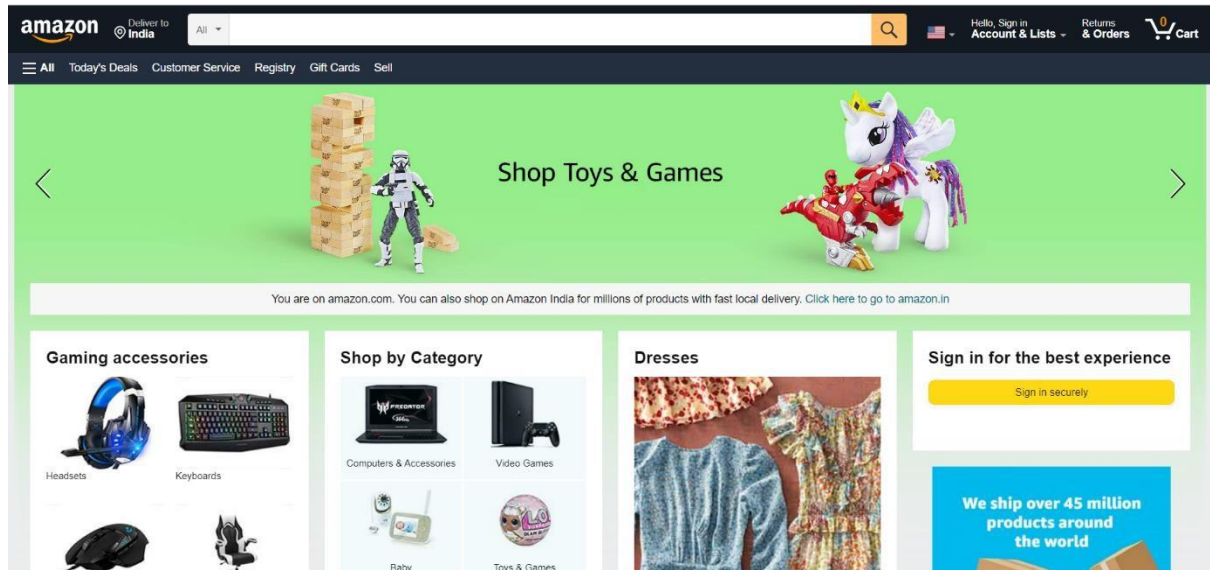 amazon
Deliver to
India
All
Hello, Sign in
Account & Lists
Returns
& Orders
0
Cart
All
Today's Deals
Customer Service
Registry
Gift Cards
Sell
Shop Toys & Games
You are on amazon.com. You can also shop on Amazon India for millions of products with fast local delivery. Click here to go to amazon.in
Gaming accessories
Headsets
Keyboards
Shop by Category
PREDATOR
Computers & Accessories
Video Games
Baby
Toys & Games
Dresses
Sign in for the best experience
Sign in securely
We ship over 45 million
products around
the world